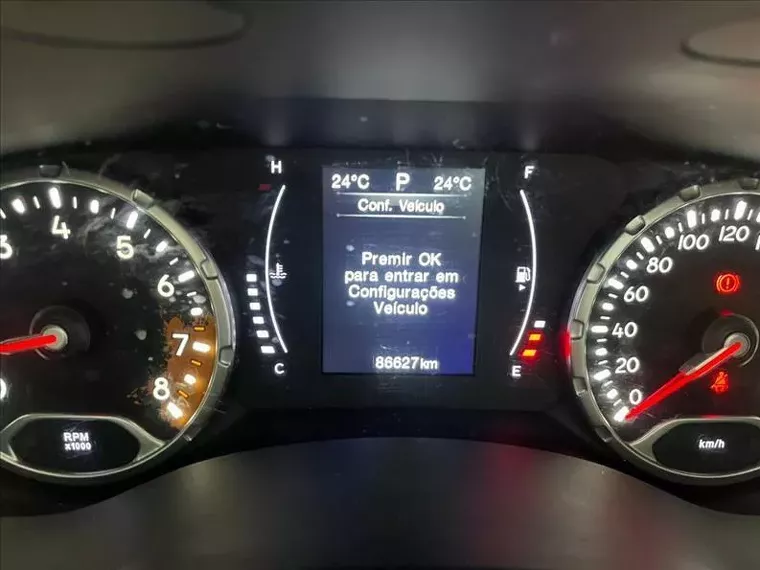 H
24°C P 24°C
Conf. Veículo
F
Premir OK
para entrar em
Configurações
Veículo
86627km
C
E
3
4
5
6
7
8
RPM
x1000
0
20
40
60
80
100
120
km/h